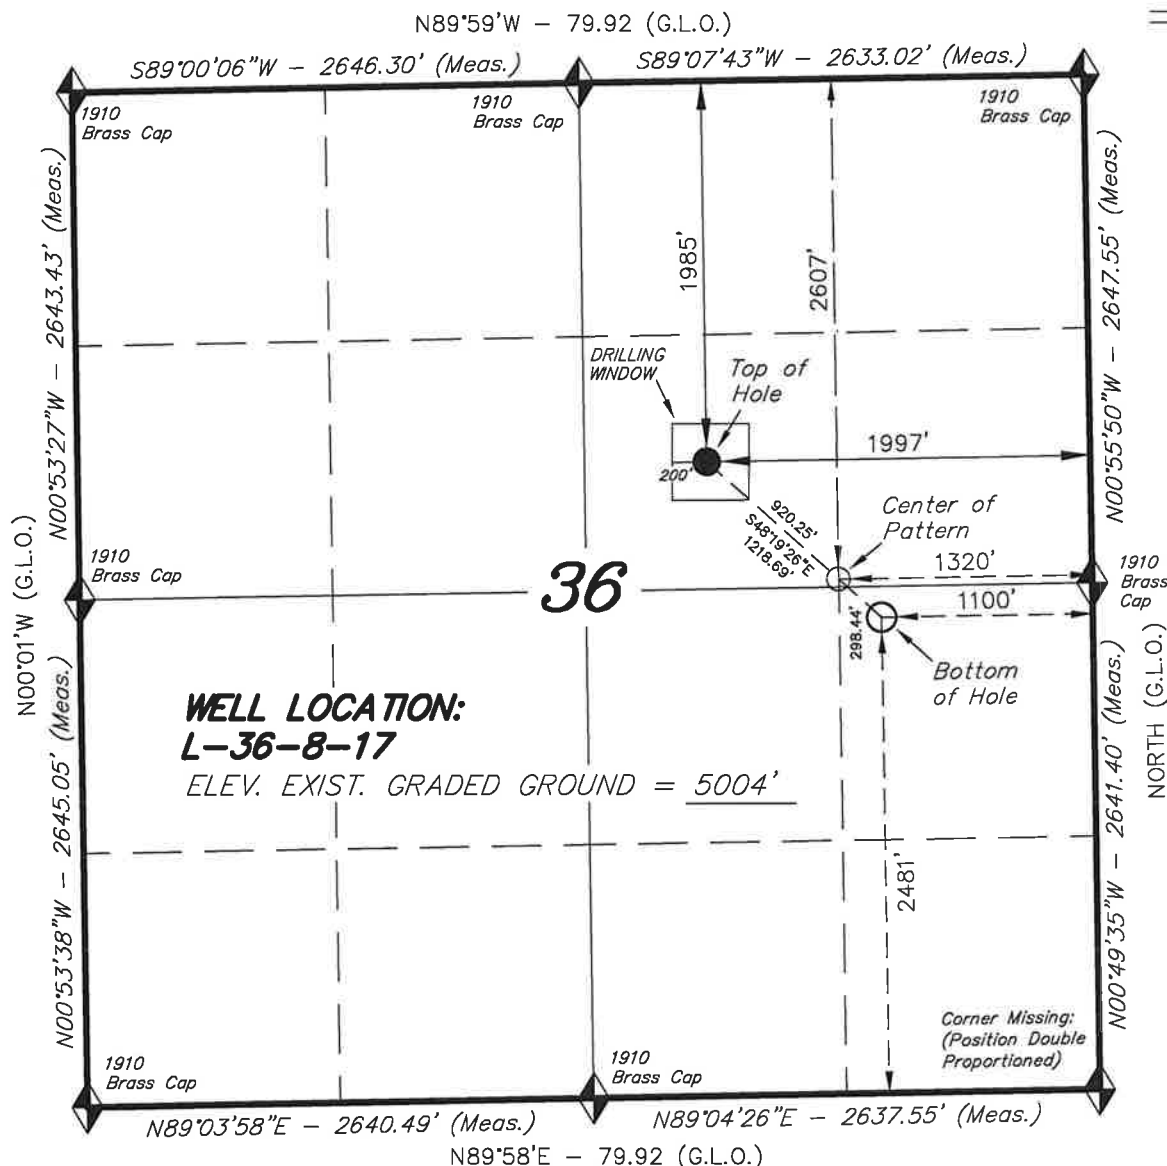 N89°59'W - 79.92 (G.L.O.)
S89°00'06"W - 2646.30' (Meas.)
S89°07'43"W - 2633.02' (Meas.)
1910
Brass Cap
1910
Brass Cap
1910
Brass Cap
N00°53'27"W - 2643.43' (Meas.)
1985'
2607'
N00°55'50"W - 2647.55' (Meas.)
DRILLING
WINDOW
Top of
Hole
200'
1997'
920.25'
S48°19'26"E
1218.69'
Center of
Pattern
N00°01'W (G.L.O.)
1910
Brass Cap
36
1320'
1910
Brass
Cap
1100'
298.44'
Bottom
of Hole
NORTH (G.L.O.)
WELL LOCATION:
L-36-8-17
ELEV. EXIST. GRADED GROUND = 5004'
N00°53'38"W - 2645.05' (Meas.)
2481'
N00°49'35"W - 2641.40' (Meas.)
Corner Missing:
(Position Double
Proportioned)
1910
Brass Cap
1910
Brass Cap
N89°03'58"E - 2640.49' (Meas.)
N89°04'26"E - 2637.55' (Meas.)
N89°58'E - 79.92 (G.L.O.)